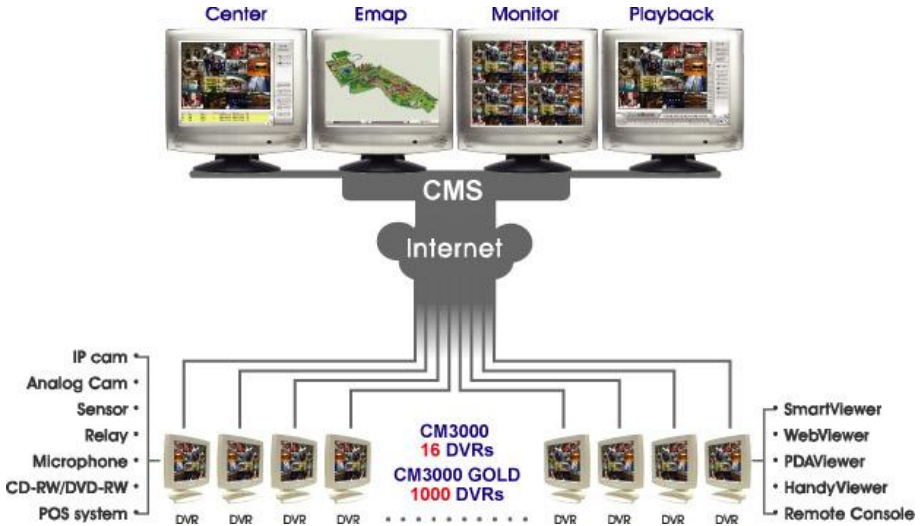 Center Emap Monitor Playback
CMS
Internet
IP cam
Analog Cam
Sensor
Relay
Microphone
CD-RW/DVD-RW
POS system
CM3000
16 DVRs
CM3000 GOLD
1000 DVRs
SmartViewer
WebViewer
PDAViewer
HandyViewer
Remote Console
DVR DVR DVR DVR DVR DVR DVR DVR